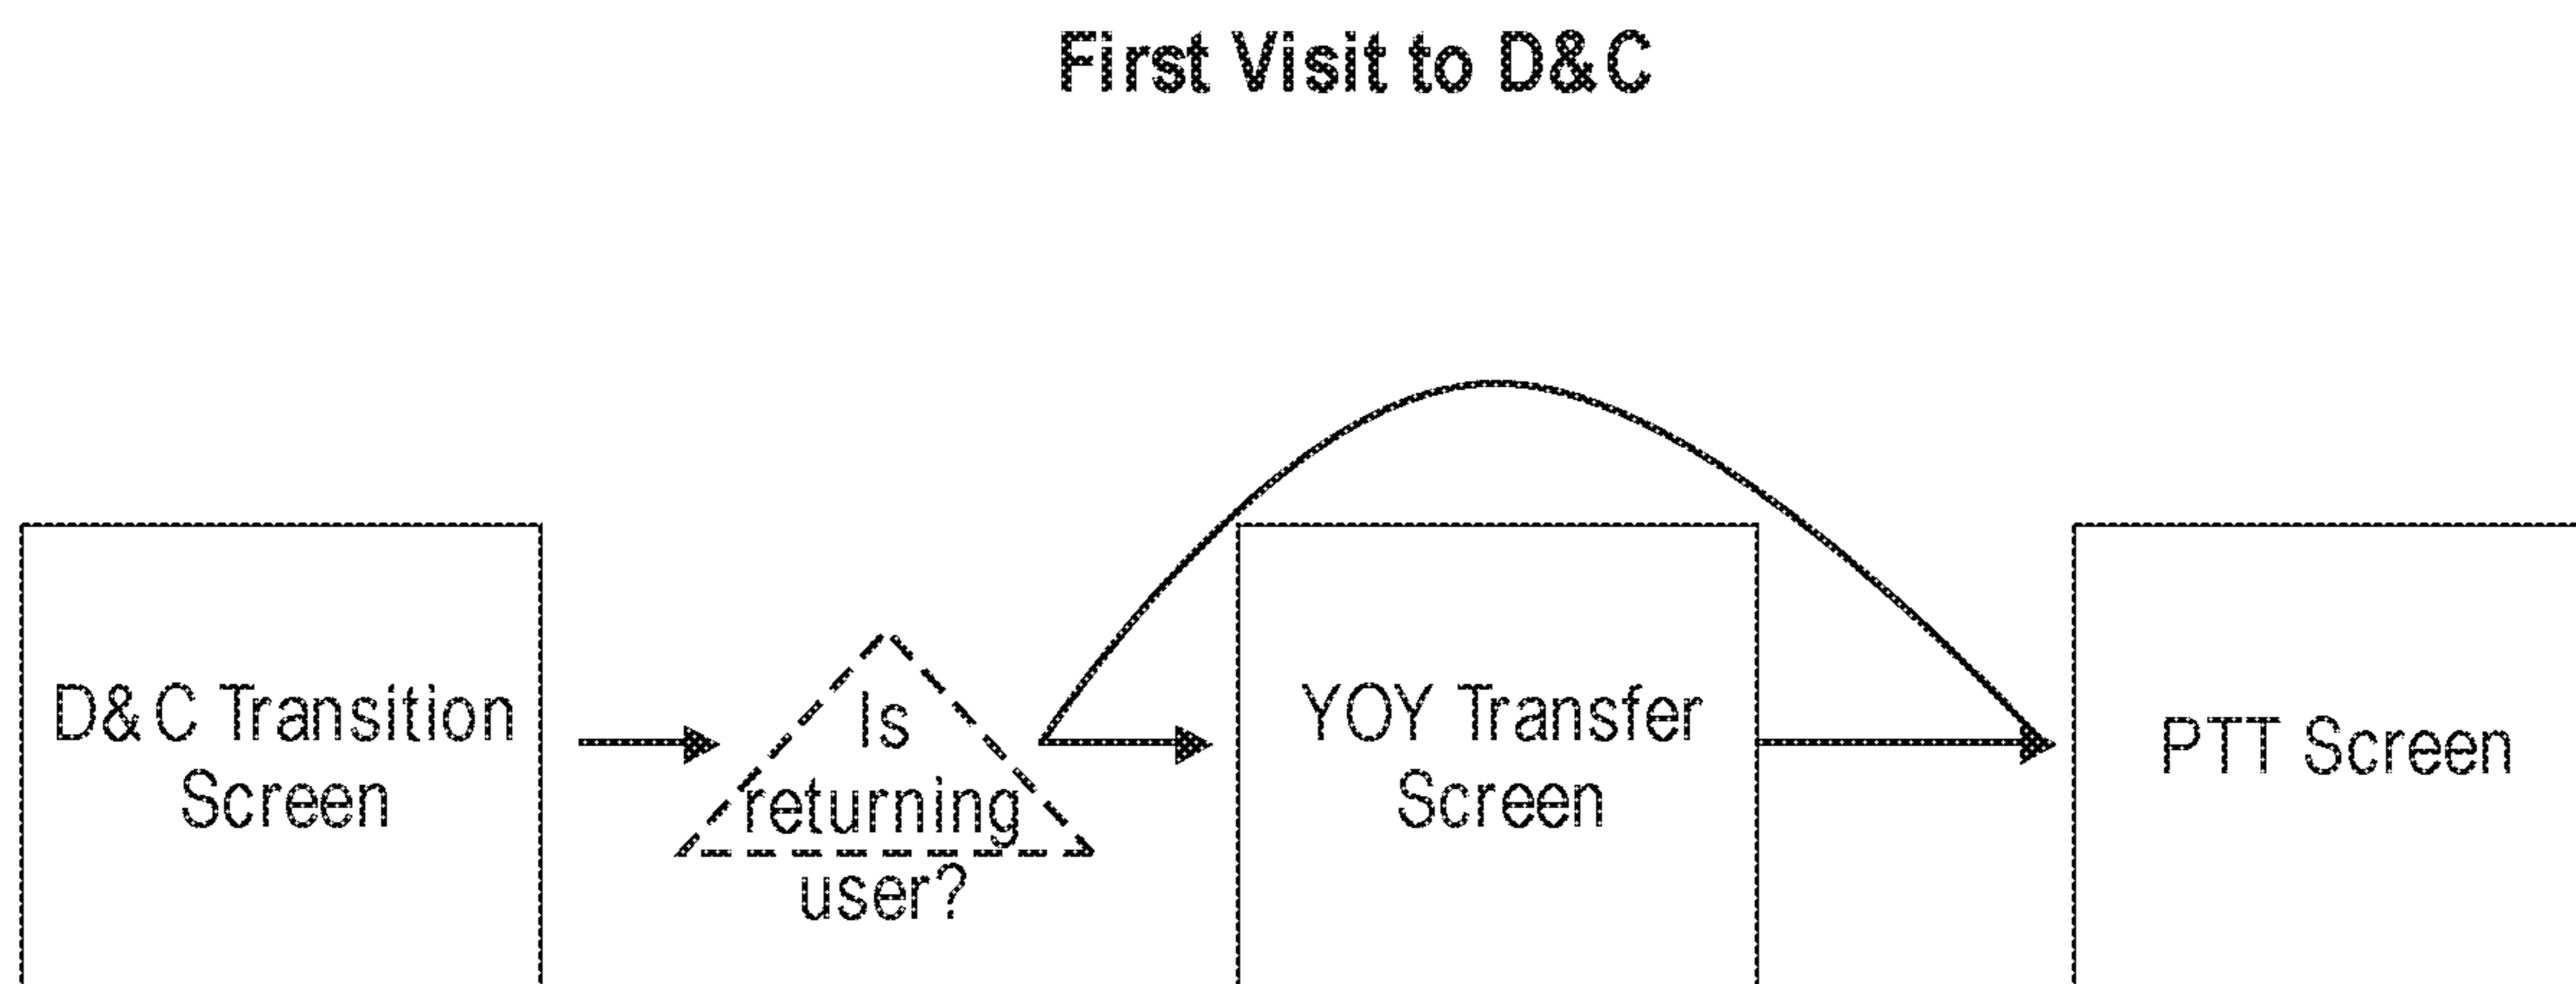 First Visit to D&C
D&C Transition
Screen
Is
returning
user?
YOY Transfer
Screen
PTT Screen